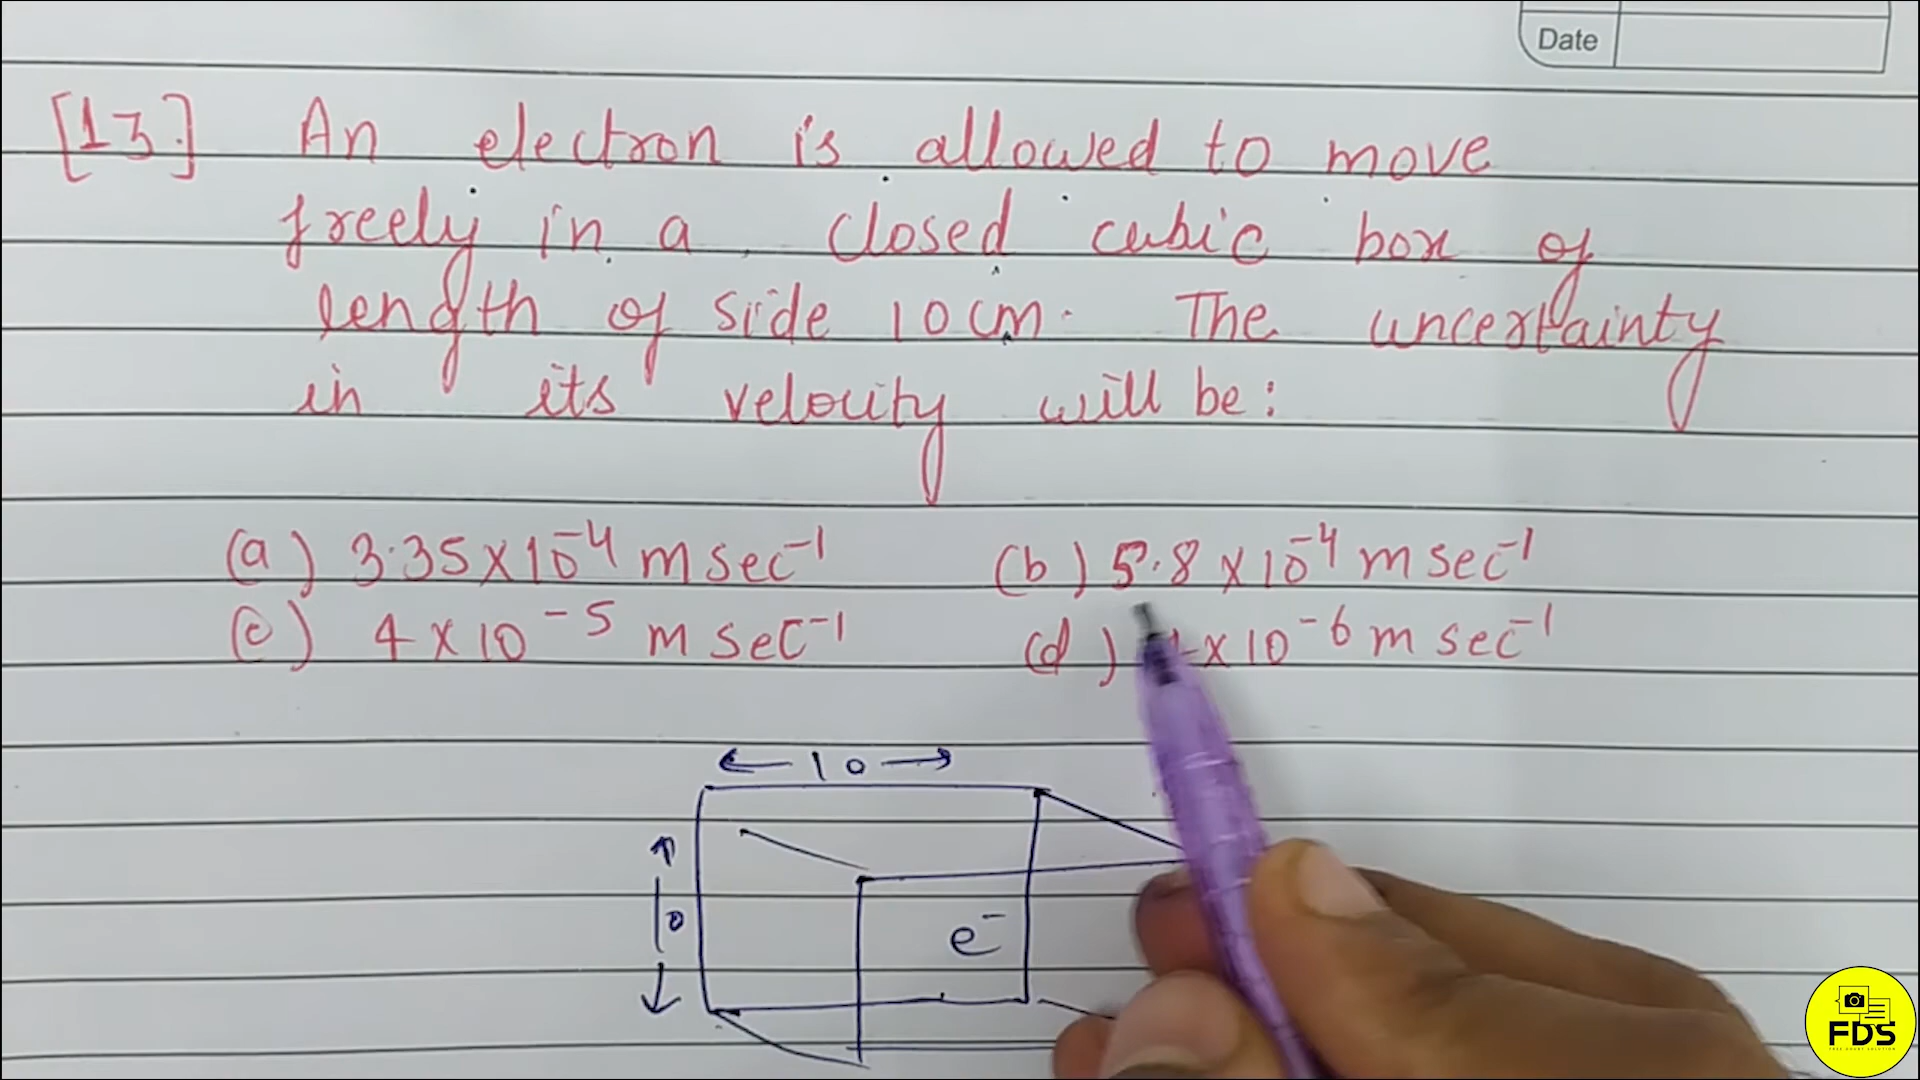 Date
[13.] An electron is allowed to move
freely in a closed cubic box of
length of side 10 cm. The uncertainty
in its velocity will be:
(a) 3.35 x 10⁻⁴ m sec⁻¹ (b) 5.8 x 10⁻⁴ m sec⁻¹
(c) 4 x 10⁻⁵ m sec⁻¹ (d) x 10⁻⁶ m sec⁻¹
10
10
e⁻
FDS